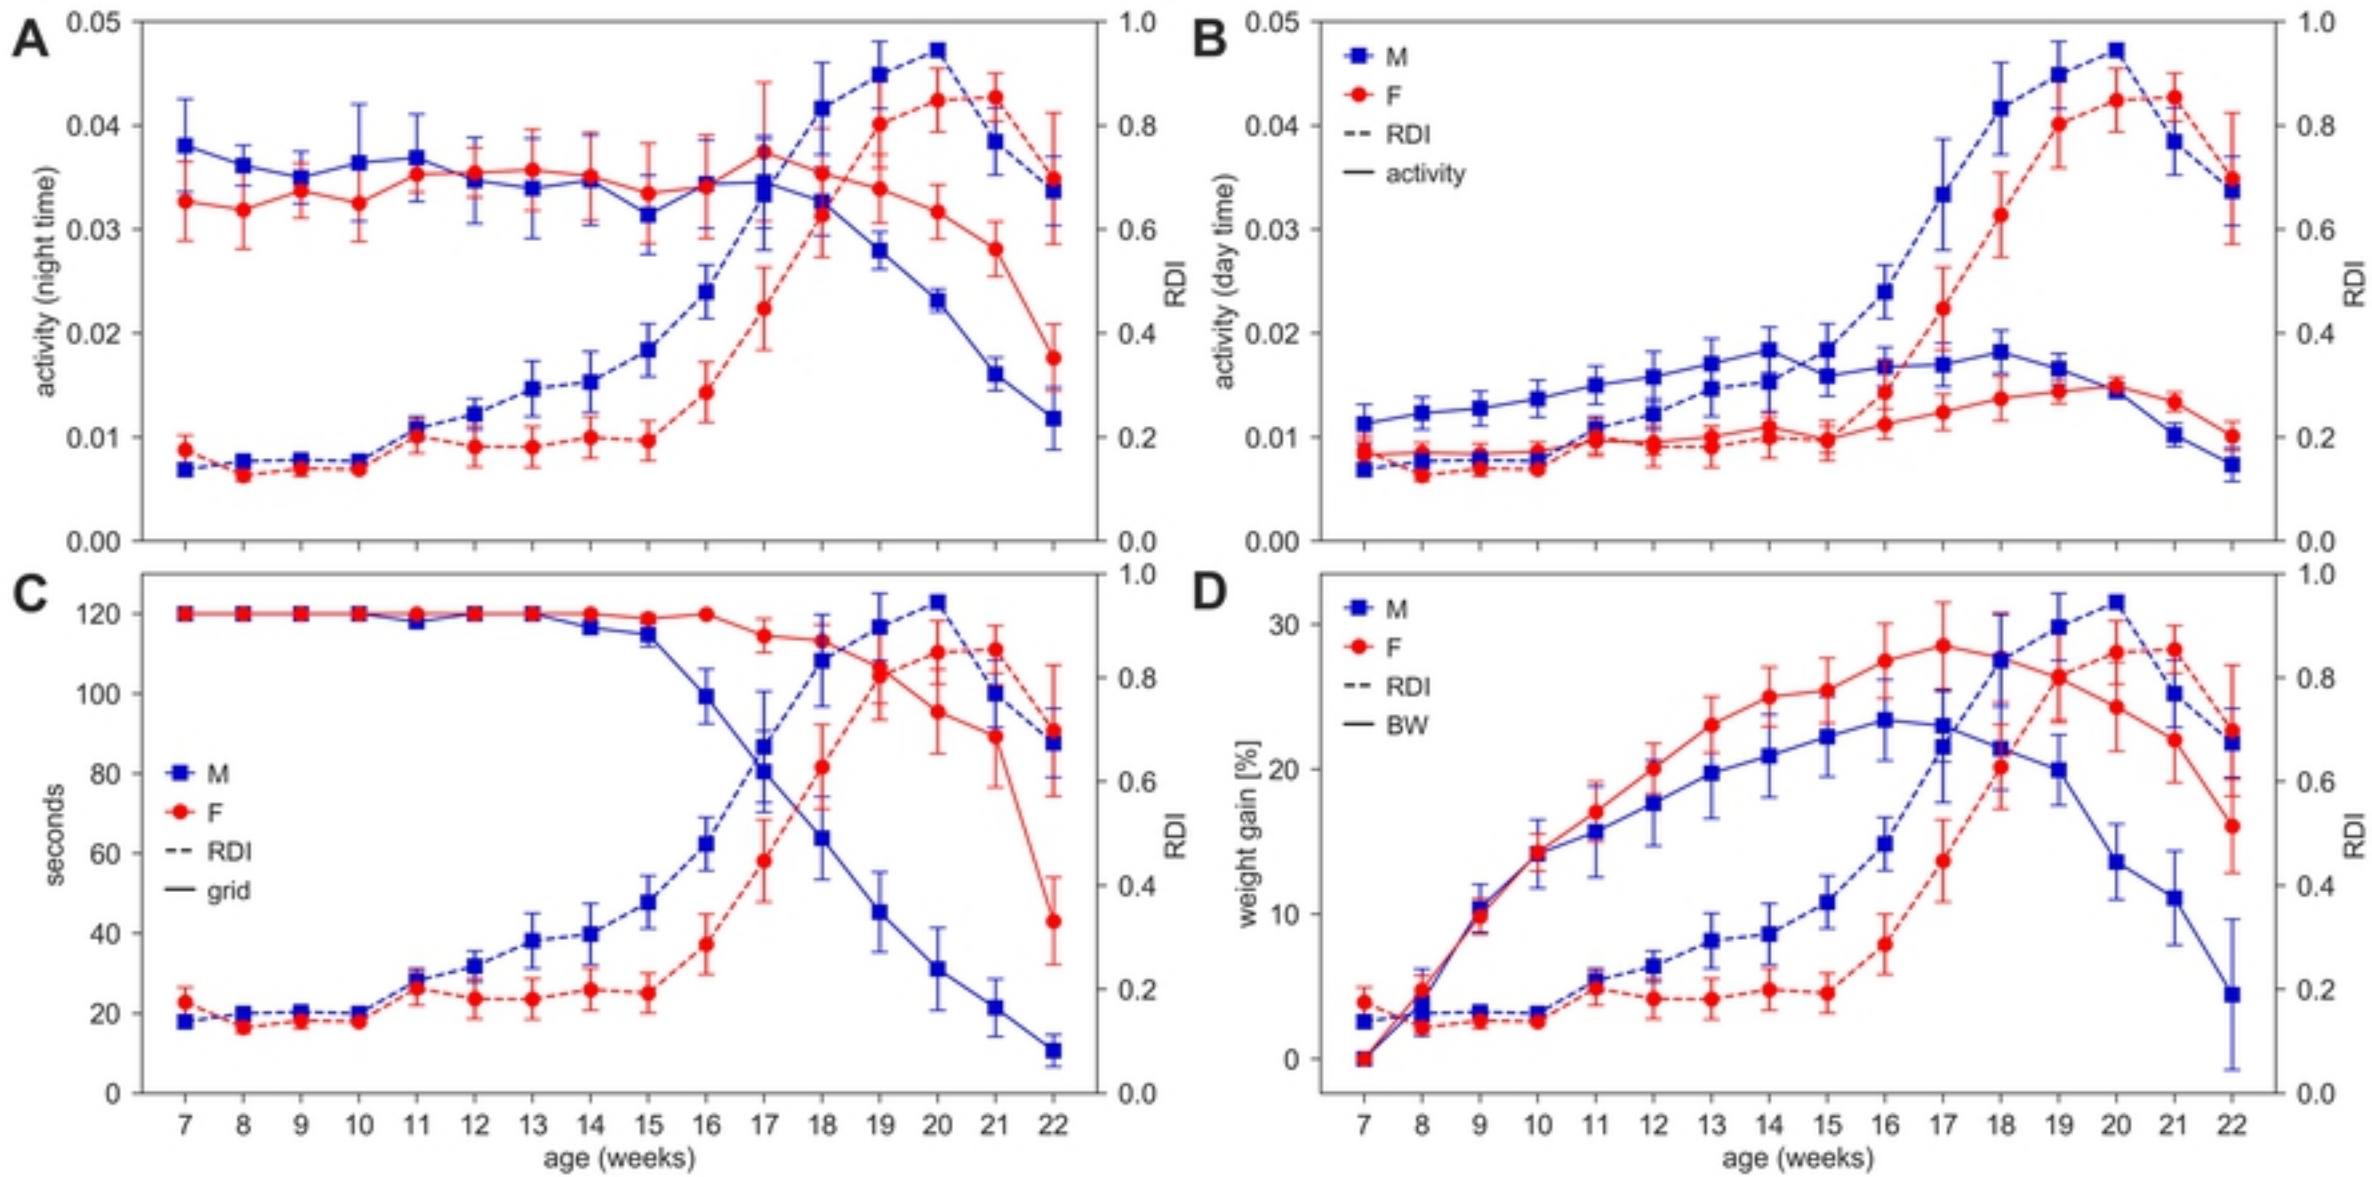 A
0.05
0.04
0.03
0.02
0.01
0.00
activity (night time)
1.0
0.8
0.6
0.4
0.2
0.0
RDI
B
0.05
0.04
0.03
0.02
0.01
0.00
activity (day time)
M
F
RDI
activity
1.0
0.8
0.6
0.4
0.2
0.0
RDI
C
120
100
80
60
40
20
0
seconds
M
F
RDI
grid
1.0
0.8
0.6
0.4
0.2
0.0
RDI
7 8 9 10 11 12 13 14 15 16 17 18 19 20 21 22
age (weeks)
D
30
20
10
0
weight gain [%]
M
F
RDI
BW
1.0
0.8
0.6
0.4
0.2
0.0
RDI
7 8 9 10 11 12 13 14 15 16 17 18 19 20 21 22
age (weeks)